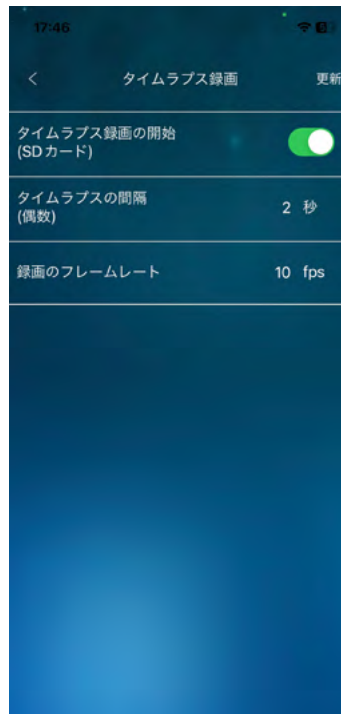 17:46
タイムラプス録画
更新
タイムラプス録画の開始
(SDカード)
タイムラプスの間隔
(偶数)
2 秒
録画のフレームレート
10 fps